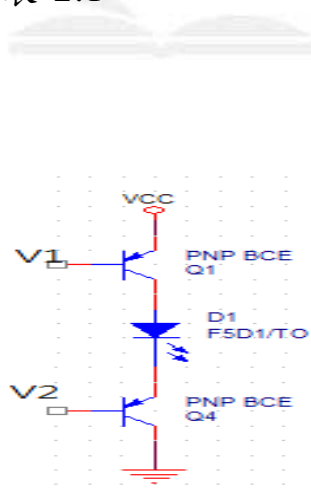 VCC
V1
PNP BCE
Q1
D1
F5D1/TO
V2
PNP BCE
Q4